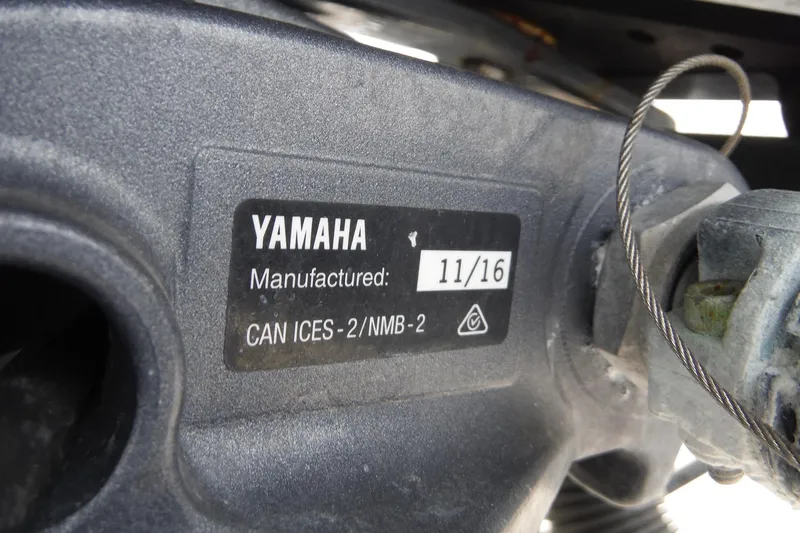 YAMAHA
Manufactured: 11/16
CAN ICES-2/NMB-2